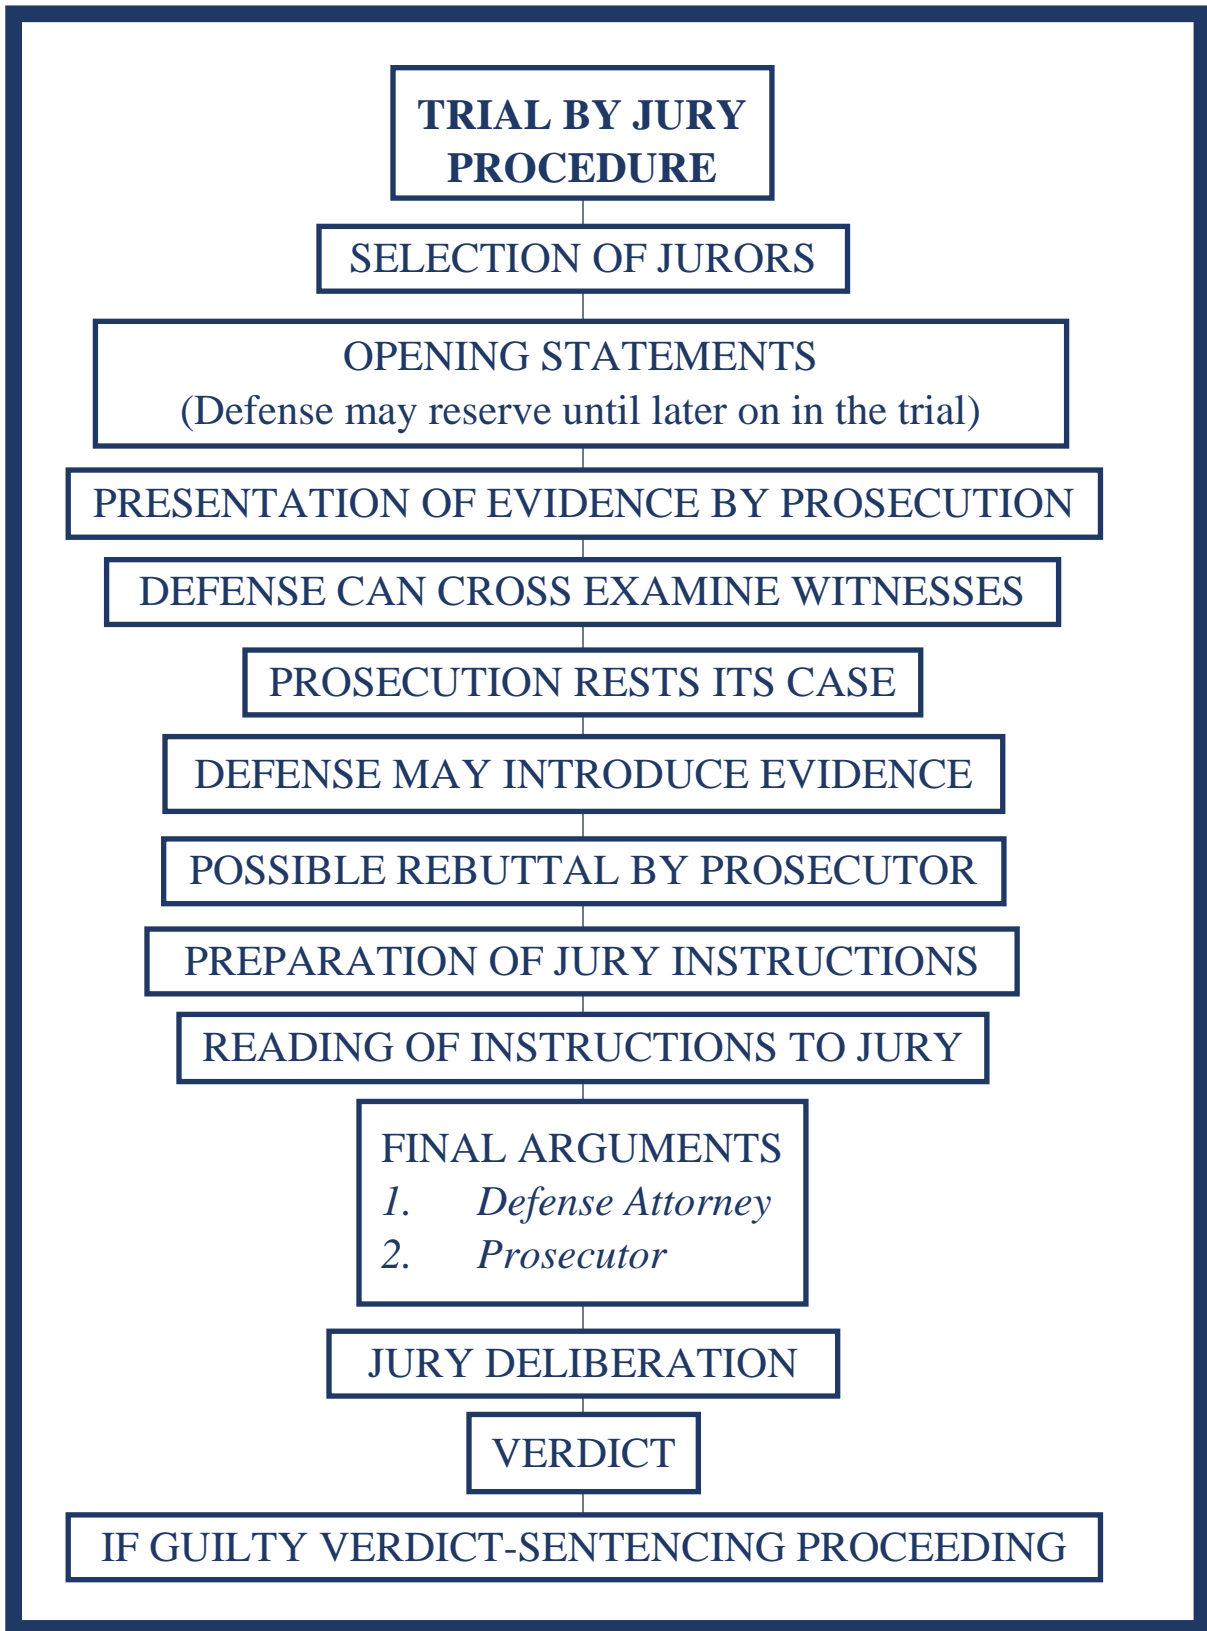 TRIAL BY JURY
PROCEDURE
SELECTION OF JURORS
OPENING STATEMENTS
(Defense may reserve until later on in the trial)
PRESENTATION OF EVIDENCE BY PROSECUTION
DEFENSE CAN CROSS EXAMINE WITNESSES
PROSECUTION RESTS ITS CASE
DEFENSE MAY INTRODUCE EVIDENCE
POSSIBLE REBUTTAL BY PROSECUTOR
PREPARATION OF JURY INSTRUCTIONS
READING OF INSTRUCTIONS TO JURY
FINAL ARGUMENTS
1. Defense Attorney
2. Prosecutor
JURY DELIBERATION
VERDICT
IF GUILTY VERDICT-SENTENCING PROCEEDING